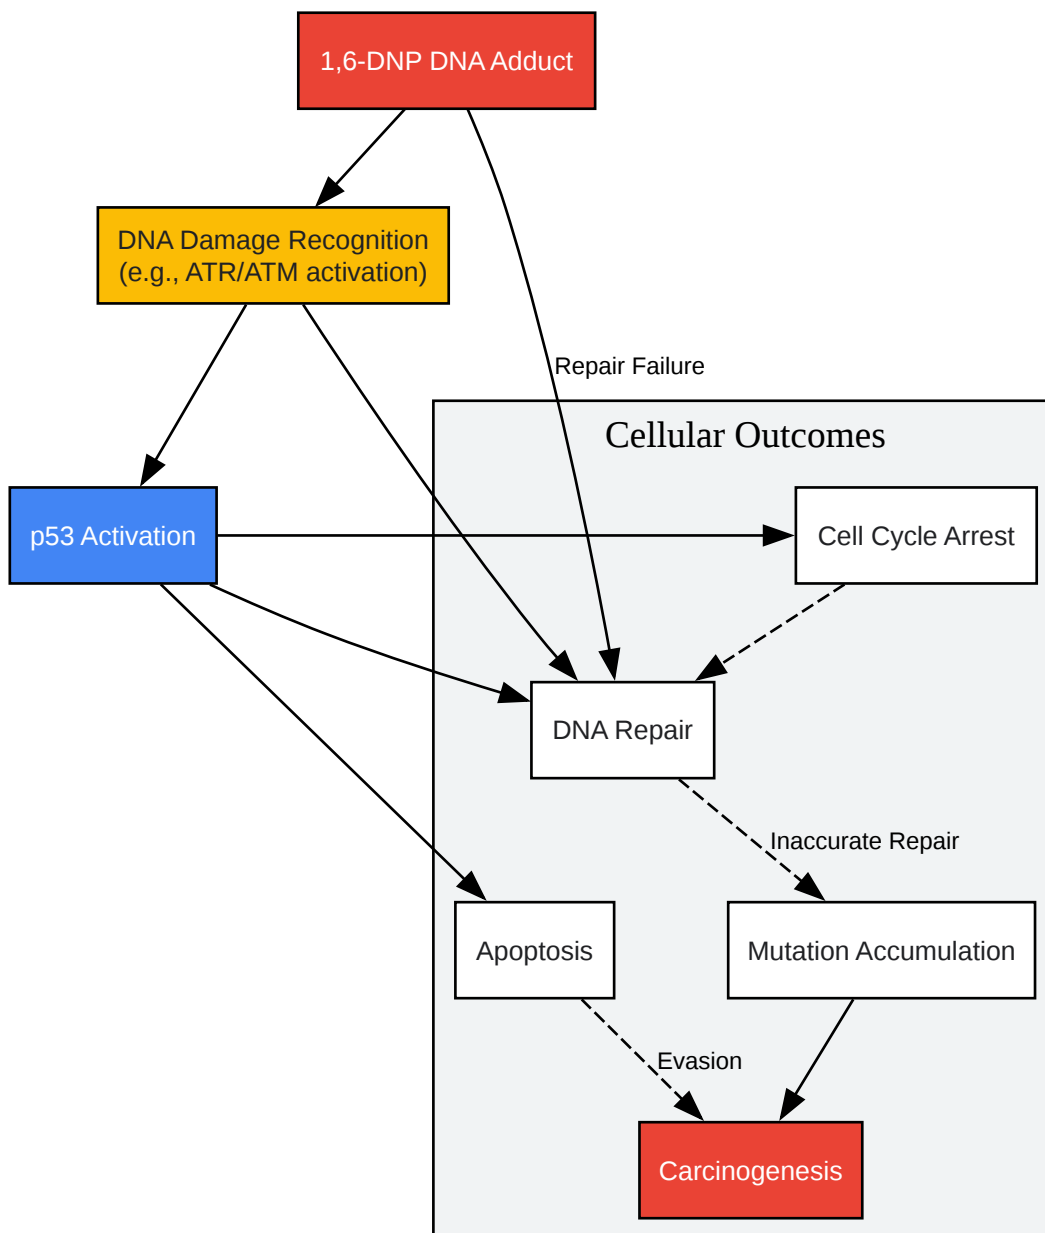 1,6-DNP DNA Adduct
DNA Damage Recognition
(e.g., ATR/ATM activation)
Repair Failure
Cellular Outcomes
p53 Activation
Cell Cycle Arrest
DNA Repair
Inaccurate Repair
Apoptosis
Mutation Accumulation
Evasion
Carcinogenesis